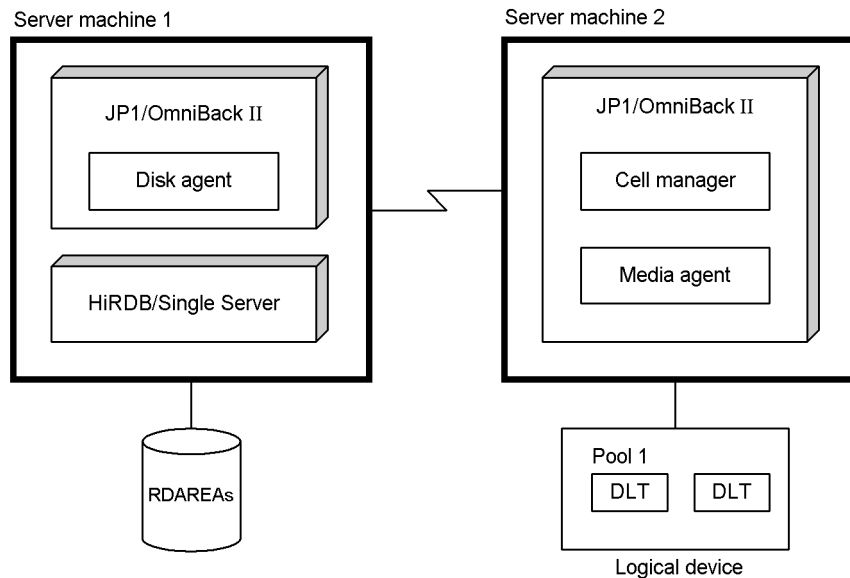 Server machine 1
JP1/OmniBack II
Disk agent
HiRDB/Single Server
RDAREAs
Server machine 2
JP1/OmniBack II
Cell manager
Media agent
Pool 1
DLT DLT
Logical device